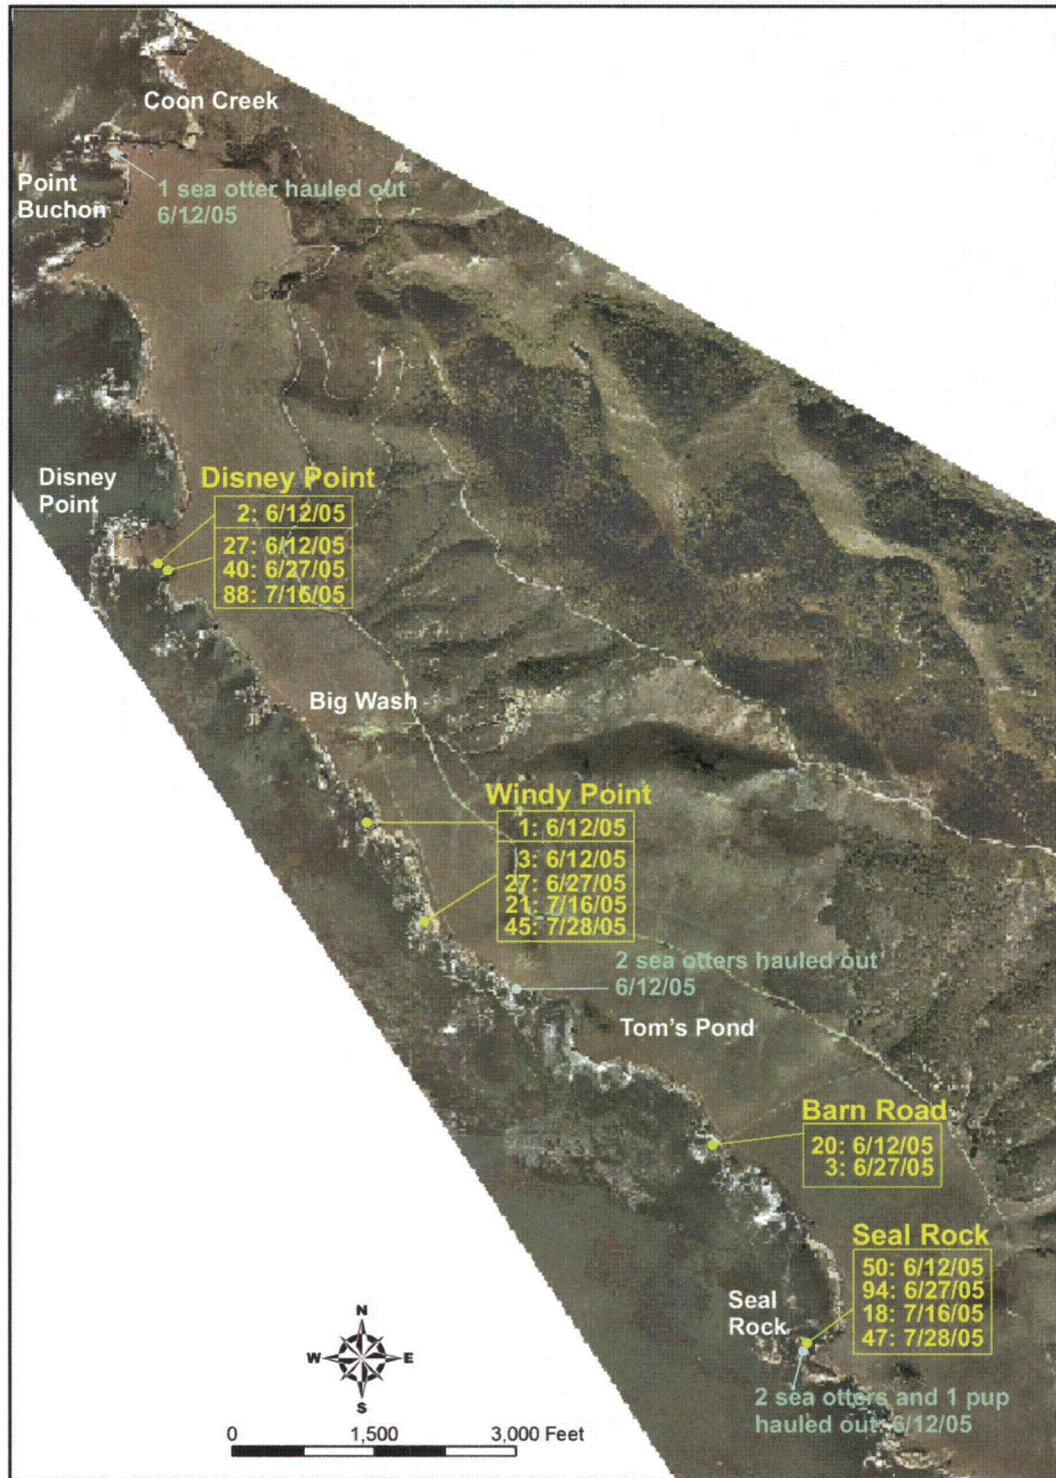 Coon Creek
Point
Buchon
1 sea otter hauled out
6/12/05
Disney
Point
Disney Point
2: 6/12/05
27: 6/12/05
40: 6/27/05
88: 7/16/05
Big Wash
Windy Point
1: 6/12/05
3: 6/12/05
27: 6/27/05
21: 7/16/05
45: 7/28/05
2 sea otters hauled out
6/12/05
Tom's Pond
Barn Road
20: 6/12/05
3: 6/27/05
Seal Rock
50: 6/12/05
94: 6/27/05
18: 7/16/05
47: 7/28/05
Seal
Rock
2 sea otters and 1 pup
hauled out: 6/12/05
N
W E
S
0 1,500 3,000 Feet